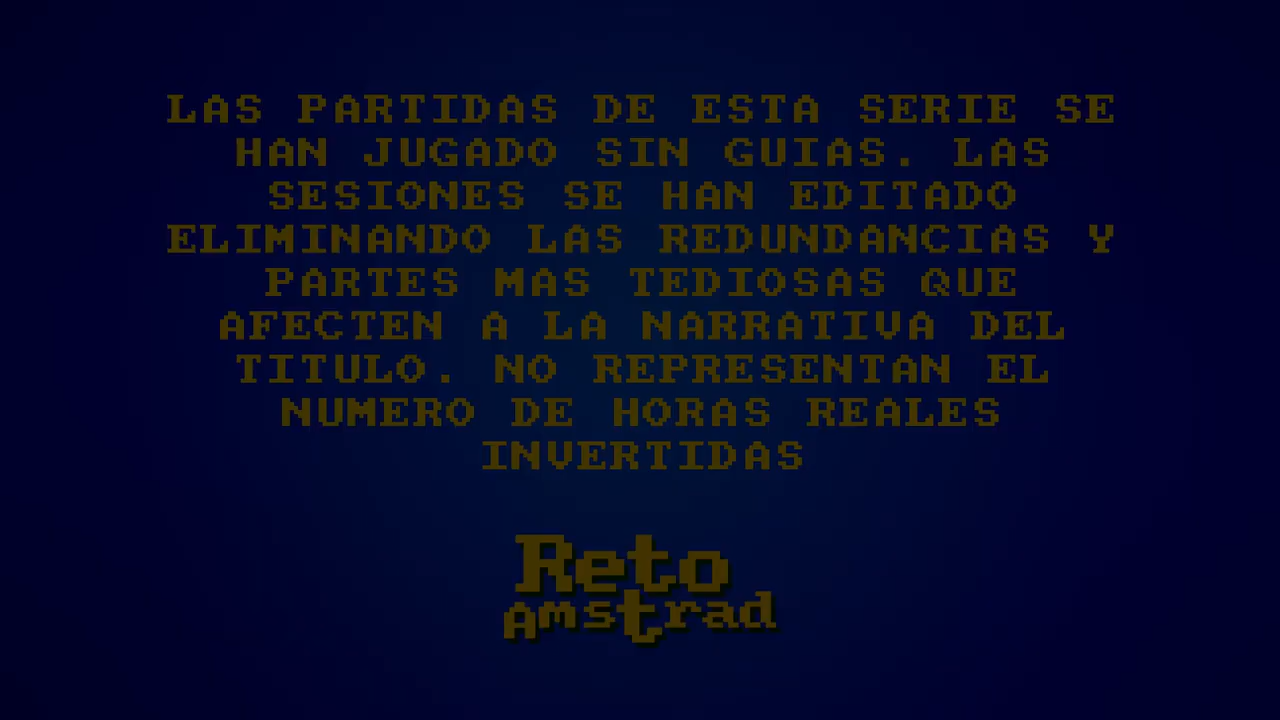 LAS PARTIDAS DE ESTA SERIE SE
HAN JUGADO SIN GUIAS. LAS
SESIONES SE HAN EDITADO
ELIMINANDO LAS REDUNDANCIAS Y
PARTES MAS TEDIOSAS QUE
AFECTEN A LA NARRATIVA DEL
TITULO. NO REPRESENTAN EL
NUMERO DE HORAS REALES
INVERTIDAS
Reto
Amstrad